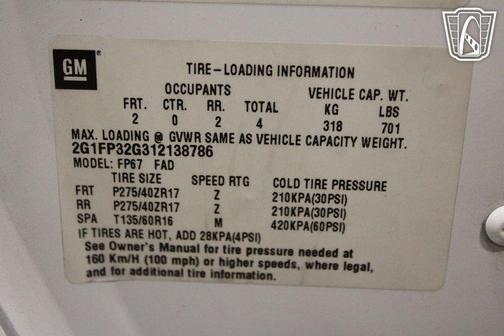 GM
TIRE-LOADING INFORMATION
OCCUPANTS VEHICLE CAP. WT.
FRT. CTR. RR. TOTAL KG LBS
2 0 2 4 318 701
MAX. LOADING @ GVWR SAME AS VEHICLE CAPACITY WEIGHT.
2G1FP32G312138786
MODEL: FP67 FAD
TIRE SIZE SPEED RTG COLD TIRE PRESSURE
FRT P275/40ZR17 Z 210KPA(30PSI)
RR P275/40ZR17 Z 210KPA(30PSI)
SPA T135/60R16 M 420KPA(60PSI)
IF TIRES ARE HOT, ADD 28KPA(4PSI)
See Owner's Manual for tire pressure needed at
160 Km/H (100 mph) or higher speeds, where legal,
and for additional tire information.